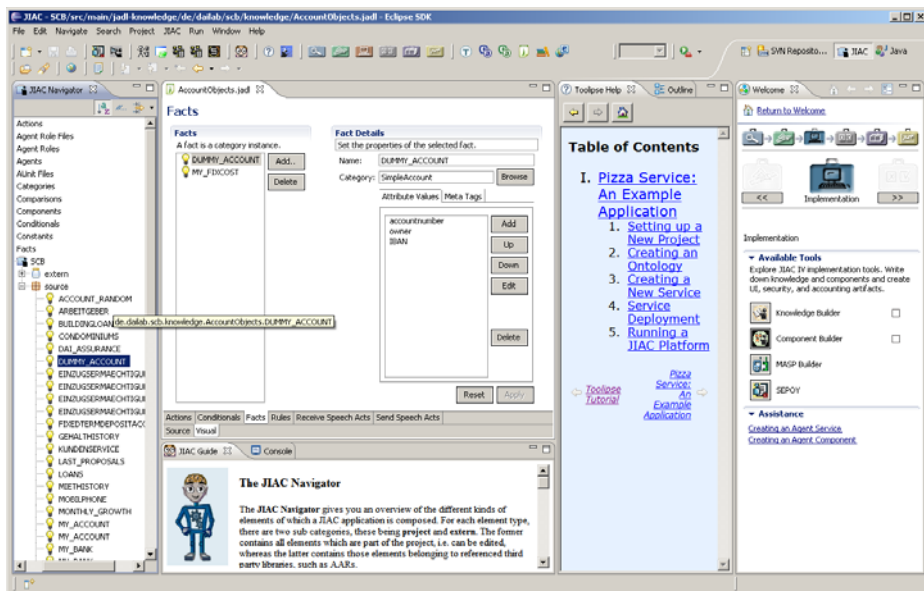 JIAC - SCB/src/main/jadl-knowledge/de/dailab/scb/knowledge/AccountObjects.jadl - Eclipse SDK
File Edit Navigate Search Project JIAC Run Window Help
SVN Reposito... JIAC Java
JIAC Navigator
Actions
Agent Role Files
Agent Roles
Agents
AUnit Files
Categories
Comparisons
Components
Conditionals
Constants
Facts
SCB
extern
source
ACCOUNT_RANDOM
ARBEITGEBER
BUILDINGLOAN
de.dailab.scb.knowledge.AccountObjects.DUMMY_ACCOUNT
CONDOMINIUMS
DAI_ASSURANCE
DUMMY_ACCOUNT
EINZUGSERMAECHTIGU
EINZUGSERMAECHTIGU
EINZUGSERMAECHTIGU
EINZUGSERMAECHTIGU
FIXEDTERMDEPOSITACC
GEHALTHISTORY
KUNDENSERVICE
LAST_PROPOSALS
LOANS
MIETHISTORY
MOBILPHONE
MONTHLY_GROWTH
MY_ACCOUNT
MY_ACCOUNT
MY_BANK
AccountObjects.jadl
Facts
Facts
A fact is a category instance.
DUMMY_ACCOUNT
MY_FIXCOST
Add..
Delete
Fact Details
Set the properties of the selected fact.
Name: DUMMY_ACCOUNT
Category: SimpleAccount Browse
Attribute Values Meta Tags
accountnumber
owner
IBAN
Add
Up
Down
Edit
Delete
Reset Apply
Actions Conditionals Facts Rules Receive Speech Acts Send Speech Acts
Source Visual
JIAC Guide Console
The JIAC Navigator
The JIAC Navigator gives you an overview of the different kinds of
elements of which a JIAC application is composed. For each element type,
there are two sub categories, these being project and extern. The former
contains all elements which are part of the project, i.e. can be edited,
whereas the latter contains those elements belonging to referenced third
party libraries, such as AARs.
Toolipse Help Outline
Table of Contents
I. Pizza Service:
An Example
Application
1. Setting up a
New Project
2. Creating an
Ontology
3. Creating a
New Service
4. Service
Deployment
5. Running a
JIAC Platform
Toolipse
Tutorial
Pizza
Service:
An
Example
Application
Welcome
Return to Welcome
<< Implementation >>
Implementation
Available Tools
Explore JIAC IV implementation tools. Write
down knowledge and components and create
UI, security, and accounting artifacts.
Knowledge Builder
Component Builder
MASP Builder
SEPOY
Assistance
Creating an Agent Service
Creating an Agent Component